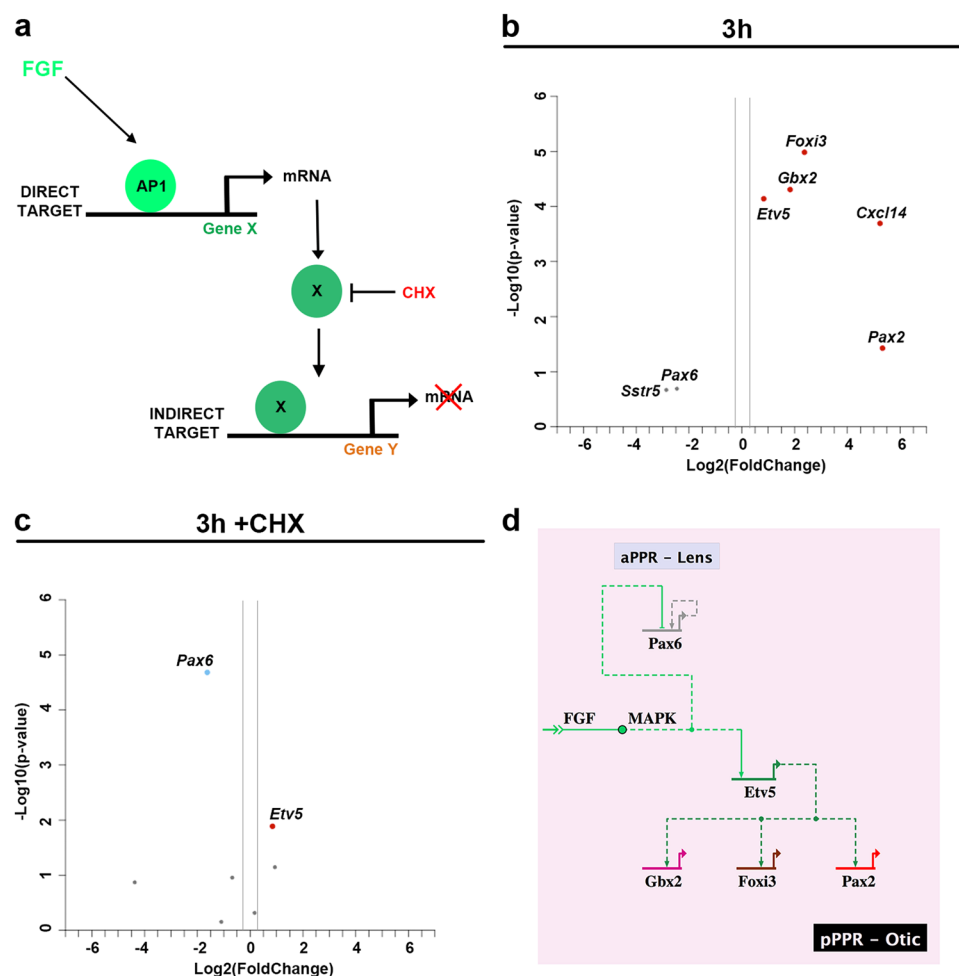 a
FGF
AP1
mRNA
DIRECT
TARGET
Gene X
X
CHX
X
mRNA
INDIRECT
TARGET
Gene Y
b
3h
6
5
4
3
2
1
0
-Log10(p-value)
Foxi3
Gbx2
Etv5
Cxcl14
Pax2
Pax6
Sstr5
-6 -4 -2 0 2 4 6
Log2(FoldChange)
c
3h +CHX
6
5
4
3
2
1
0
-Log10(p-value)
Pax6
Etv5
-6 -4 -2 0 2 4 6
Log2(FoldChange)
d
aPPR – Lens
Pax6
FGF MAPK
Etv5
Gbx2 Foxi3 Pax2
pPPR – Otic